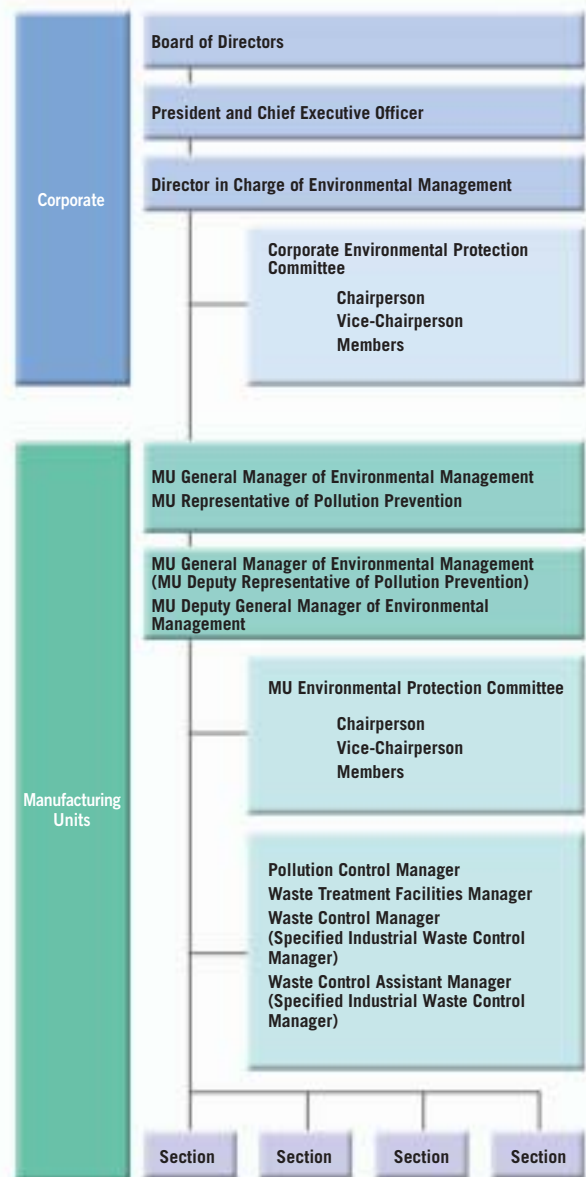 Corporate
Board of Directors
President and Chief Executive Officer
Director in Charge of Environmental Management
Corporate Environmental Protection
Committee
Chairperson
Vice-Chairperson
Members
Manufacturing
Units
MU General Manager of Environmental Management
MU Representative of Pollution Prevention
MU General Manager of Environmental Management
(MU Deputy Representative of Pollution Prevention)
MU Deputy General Manager of Environmental
Management
MU Environmental Protection Committee
Chairperson
Vice-Chairperson
Members
Pollution Control Manager
Waste Treatment Facilities Manager
Waste Control Manager
(Specified Industrial Waste Control
Manager)
Waste Control Assistant Manager
(Specified Industrial Waste Control
Manager)
Section
Section
Section
Section